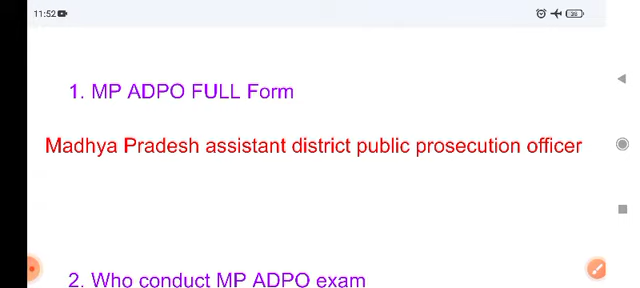 11:52
28
1. MP ADPO FULL Form
Madhya Pradesh assistant district public prosecution officer
2. Who conduct MP ADPO exam